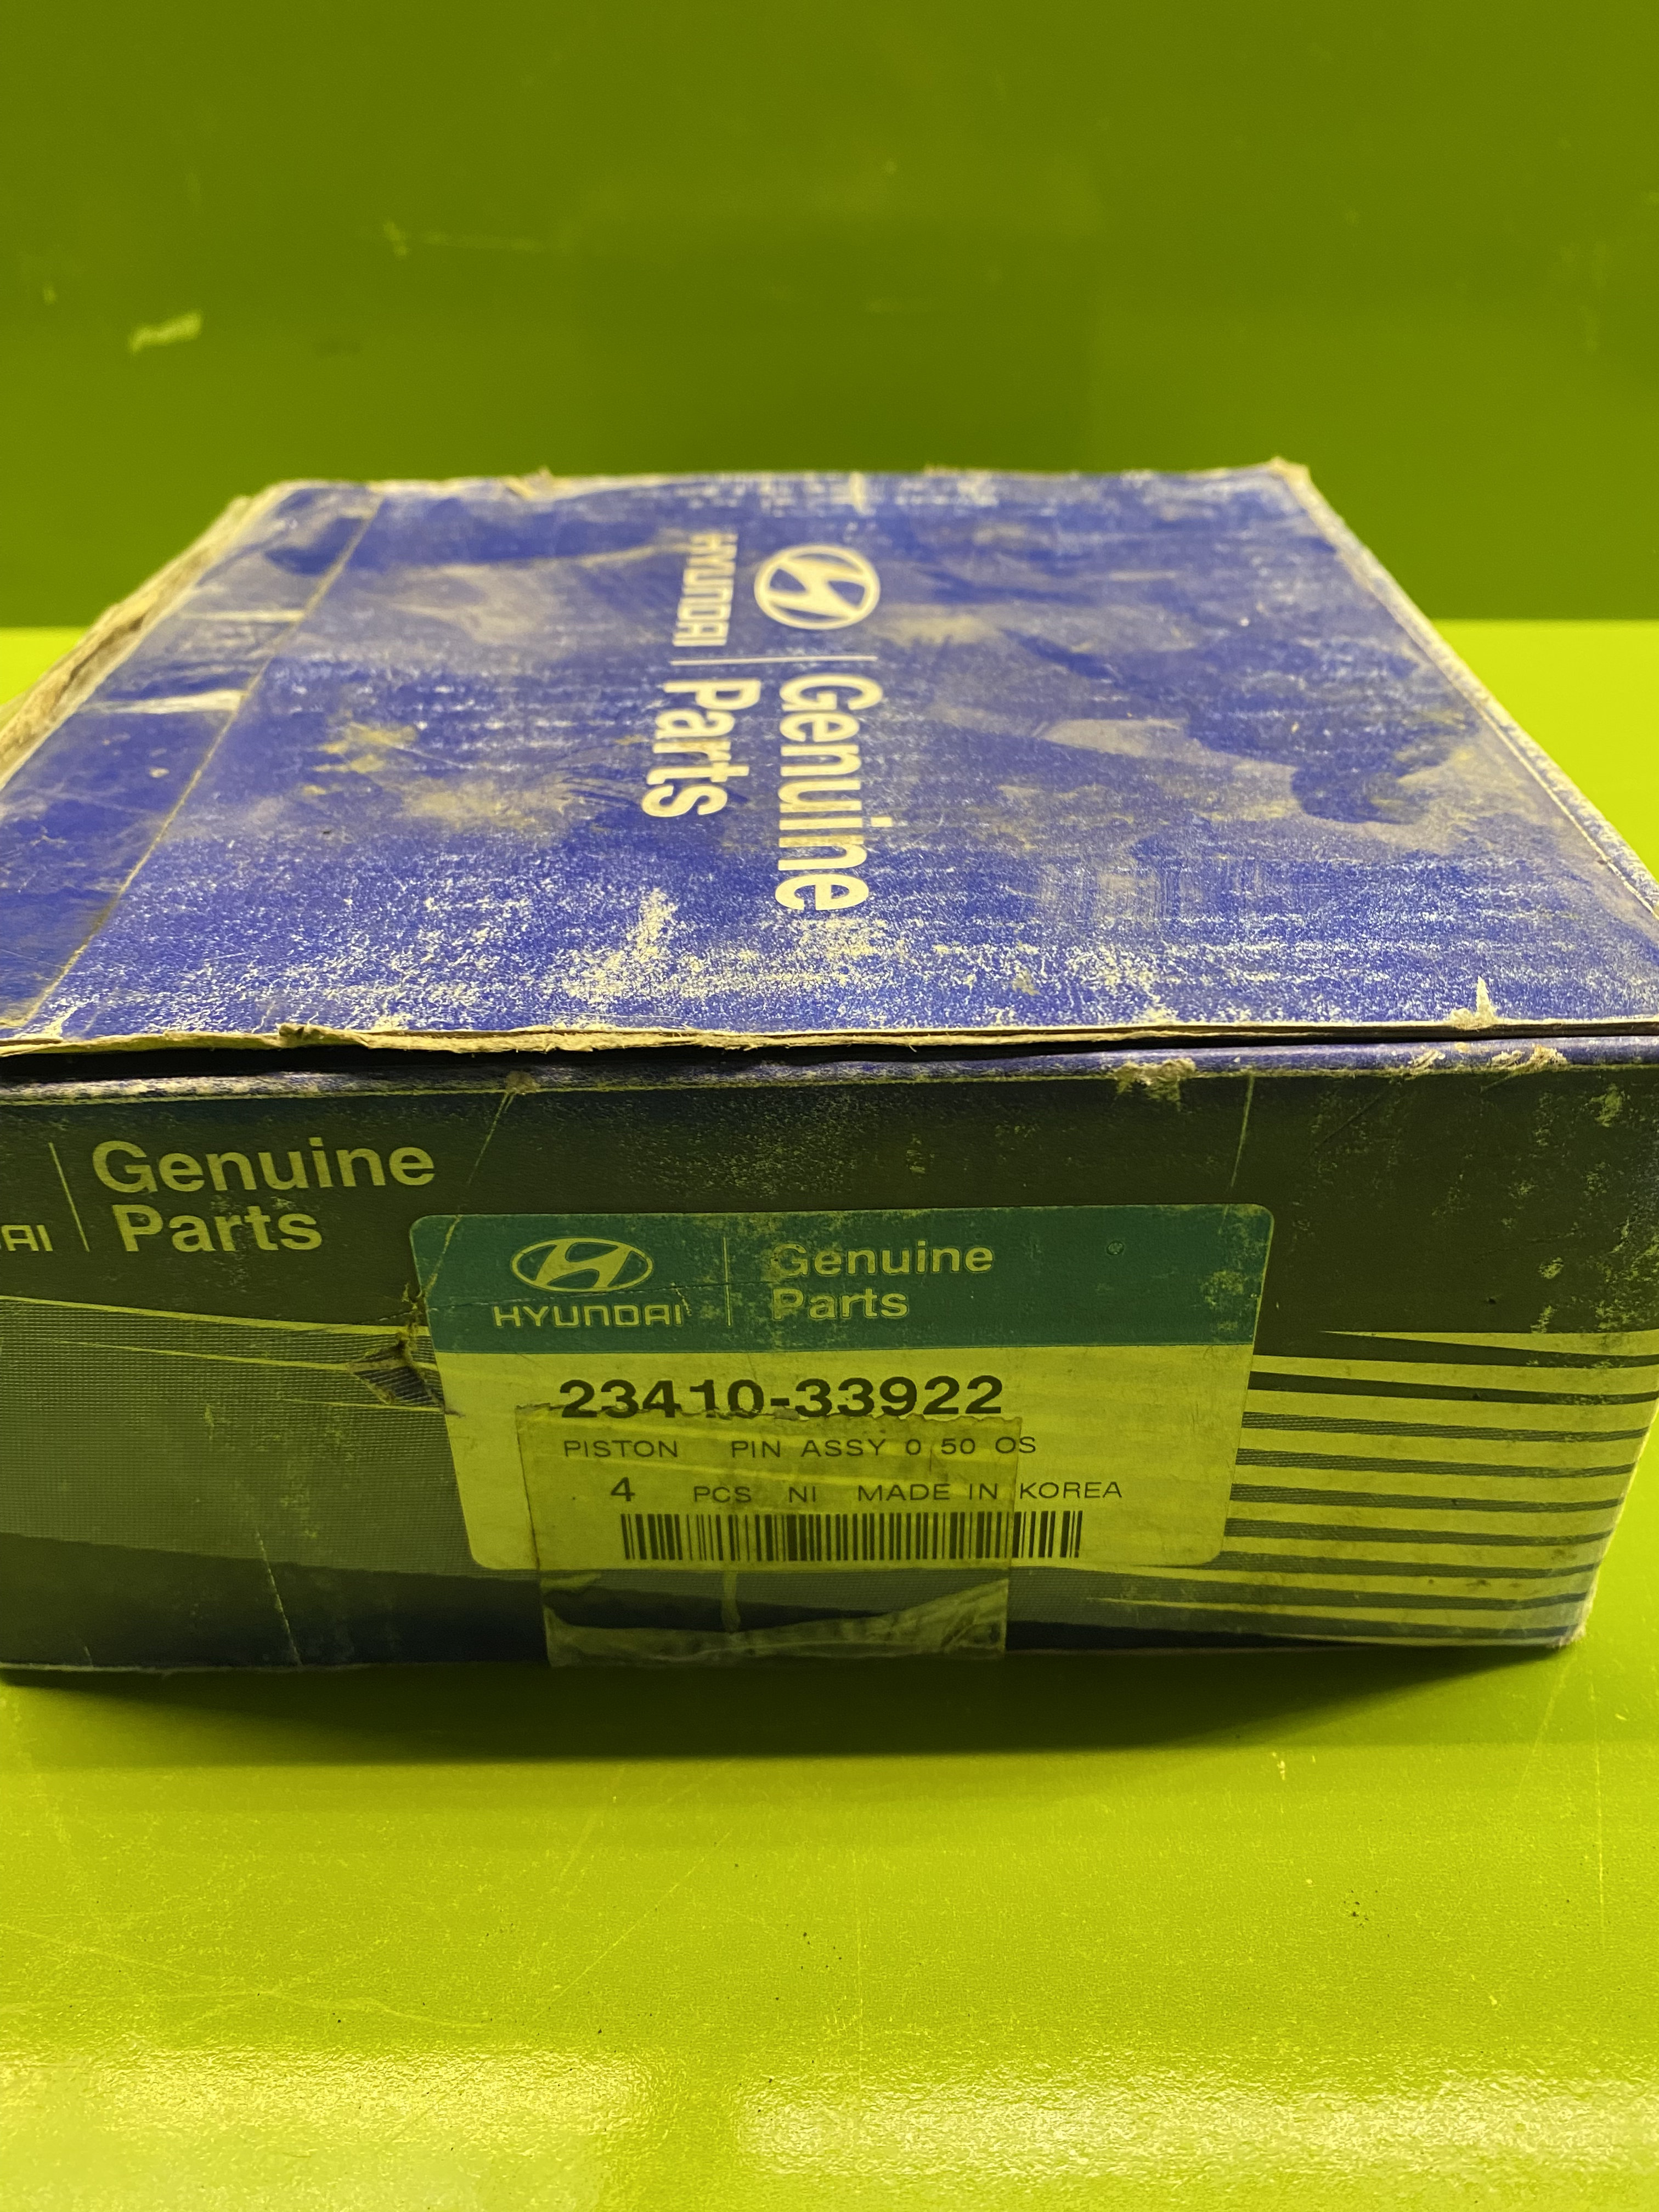 HYUNDAI
Genuine
Parts
Genuine
Parts
HYUNDAI
Genuine
Parts
23410-33922
PISTON PIN ASSY 0 50 OS
4 PCS NI MADE IN KOREA